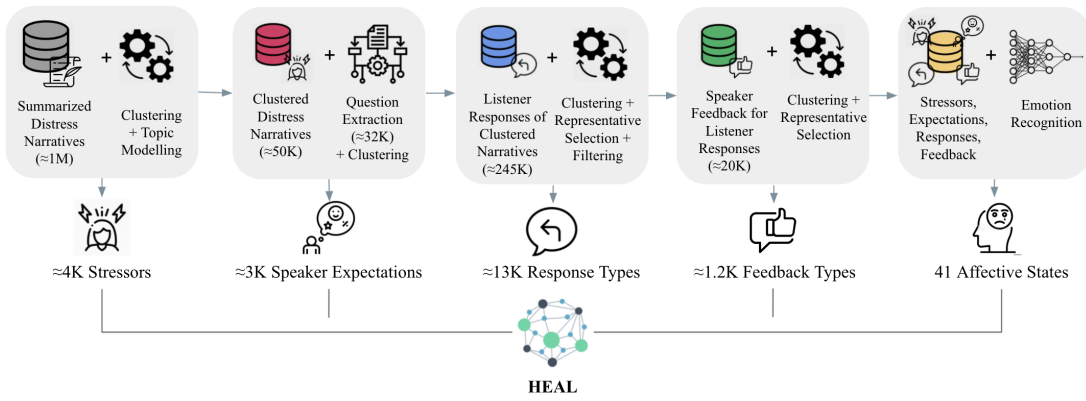 Summarized
Distress
Narratives
(≈1M)
+
Clustering
+ Topic
Modelling
Clustered
Distress
Narratives
(≈50K)
+
Question
Extraction
(≈32K)
+ Clustering
Listener
Responses of
Clustered
Narratives
(≈245K)
+
Clustering +
Representative
Selection +
Filtering
Speaker
Feedback for
Listener
Responses
(≈20K)
+
Clustering +
Representative
Selection
Stressors,
Expectations,
Responses,
Feedback
+
Emotion
Recognition
≈4K Stressors
≈3K Speaker Expectations
≈13K Response Types
≈1.2K Feedback Types
41 Affective States
HEAL